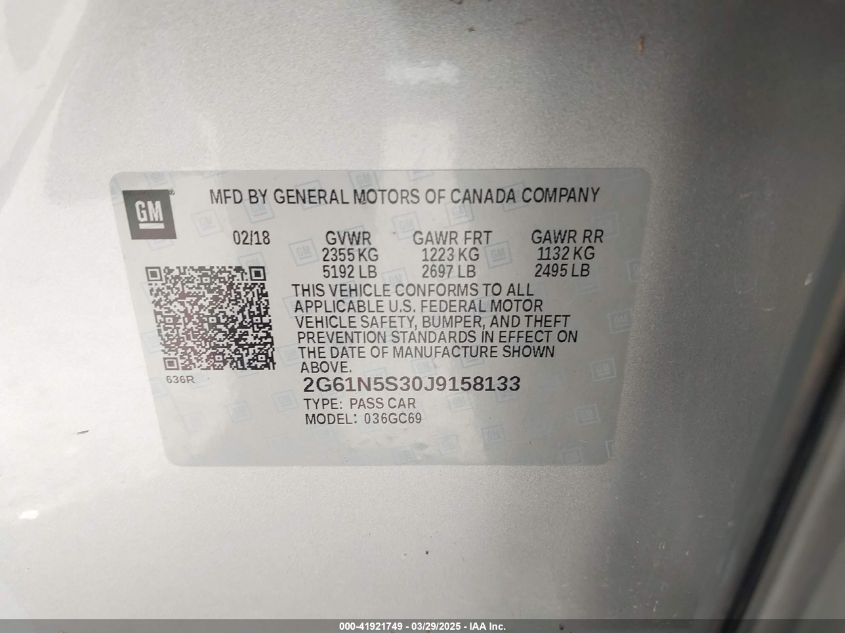 GM
MFD BY GENERAL MOTORS OF CANADA COMPANY
02/18 GVWR GAWR FRT GAWR RR
2355 KG 1223 KG 1132 KG
5192 LB 2697 LB 2495 LB
THIS VEHICLE CONFORMS TO ALL
APPLICABLE U.S. FEDERAL MOTOR
VEHICLE SAFETY, BUMPER, AND THEFT
PREVENTION STANDARDS IN EFFECT ON
THE DATE OF MANUFACTURE SHOWN
ABOVE.
636R
2G61N5S30J9158133
TYPE: PASS CAR
MODEL: 036GC69
000-41921749 | 03/29/2025 - IAA Inc.